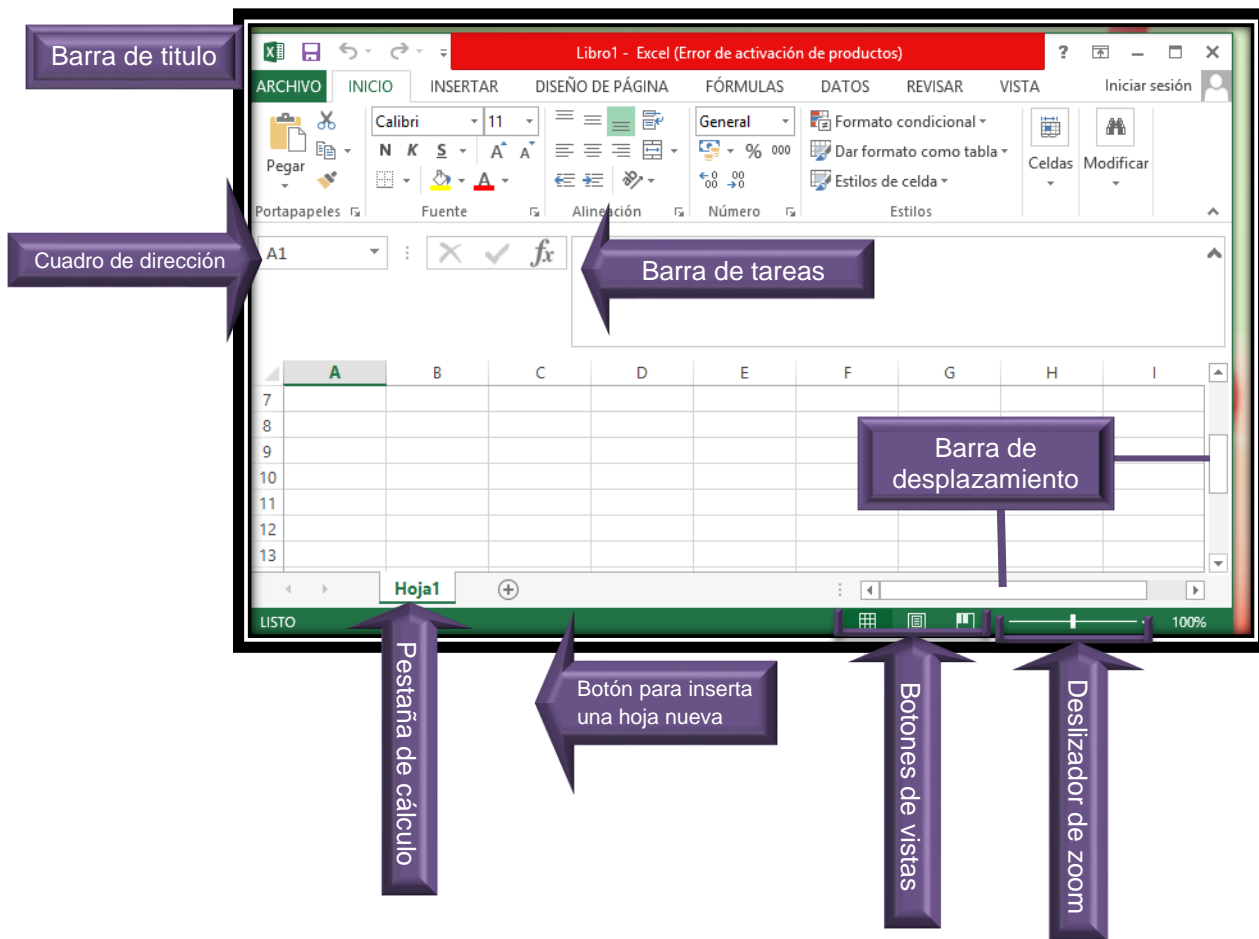 Barra de titulo
Libro1 - Excel (Error de activación de productos)
?
ARCHIVO INICIO INSERTAR DISEÑO DE PÁGINA FÓRMULAS DATOS REVISAR VISTA Iniciar sesión
Calibri 11 General Formato condicional
N K S A A % 000 Dar formato como tabla
Pegar Celdas Modificar
A Estilos de celda
Portapapeles Fuente Alineación Número Estilos
Cuadro de dirección
A1 fx
Barra de tareas
A B C D E F G H I
7
8
9
10
11
12
13
Barra de
desplazamiento
Hoja1
LISTO 100%
Pestaña de cálculo
Botón para inserta
una hoja nueva
Botones de vistas
Deslizador de zoom